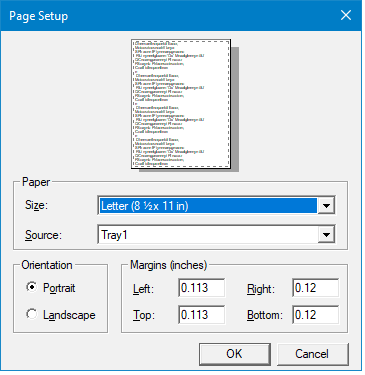 Page Setup
Paper
Size:
Letter (8 ½x 11 in)
Source:
Tray1
Orientation
Portrait
Landscape
Margins (inches)
Left: 0.113 Right: 0.12
Top: 0.113 Bottom: 0.12
OK Cancel